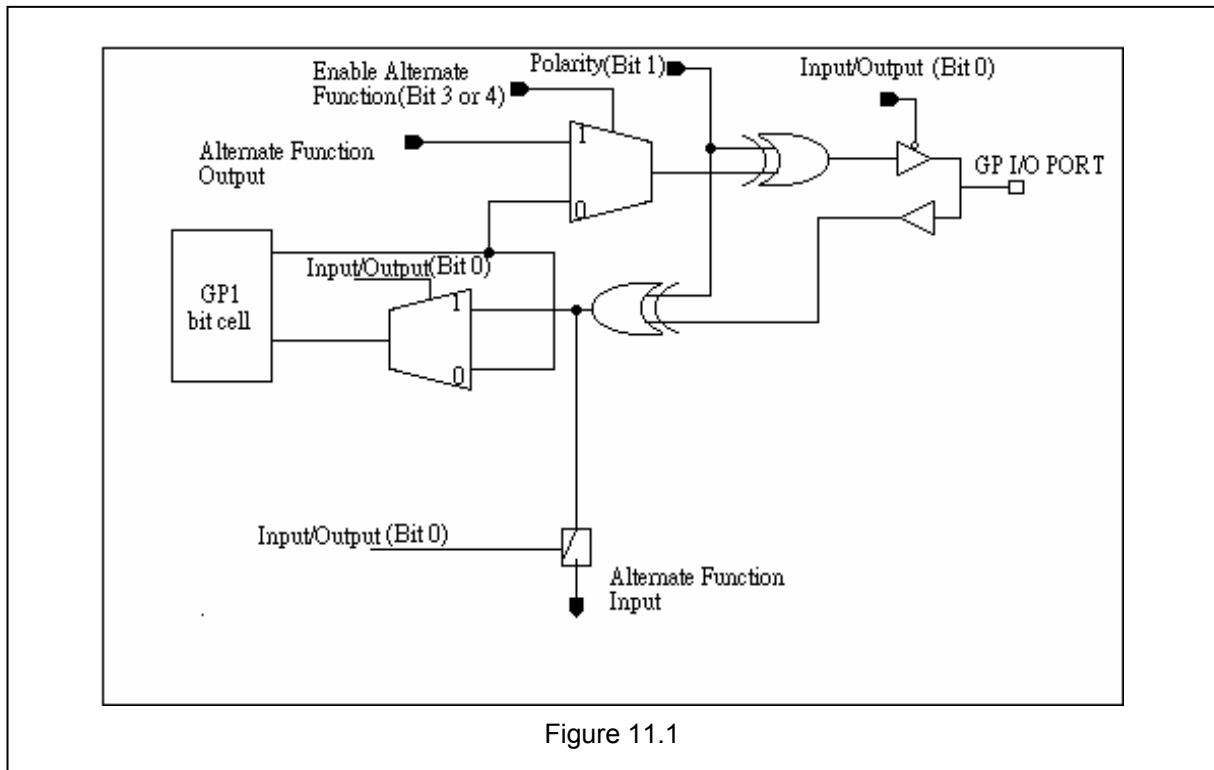 Polarity(Bit 1)
Input/Output (Bit 0)
Enable Alternate
Function(Bit 3 or 4)
1
Alternate Function
Output
GP I/O PORT
0
Input/Output(Bit 0)
GP1
bit cell
1
0
Input/Output (Bit 0)
Alternate Function
Input
Figure 11.1